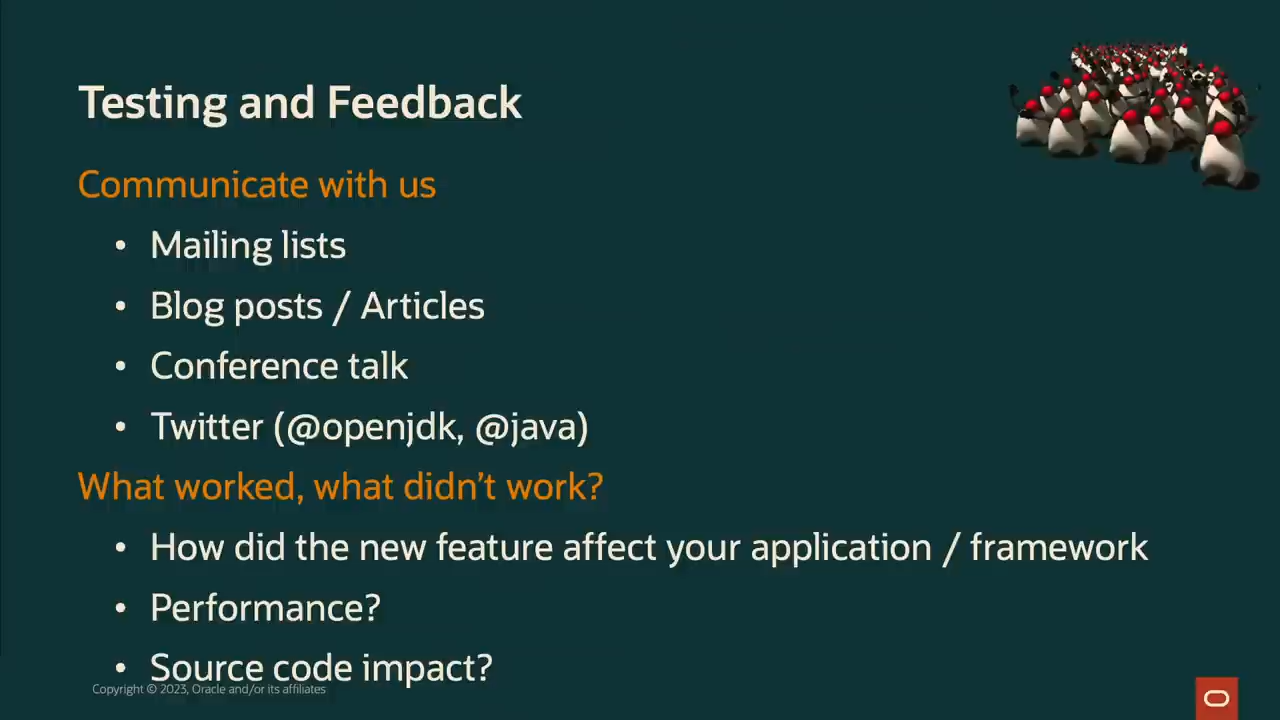 Testing and Feedback
Communicate with us
• Mailing lists
• Blog posts / Articles
• Conference talk
• Twitter (@openjdk, @java)
What worked, what didn’t work?
• How did the new feature affect your application / framework
• Performance?
• Source code impact?
Copyright © 2023, Oracle and/or its affiliates